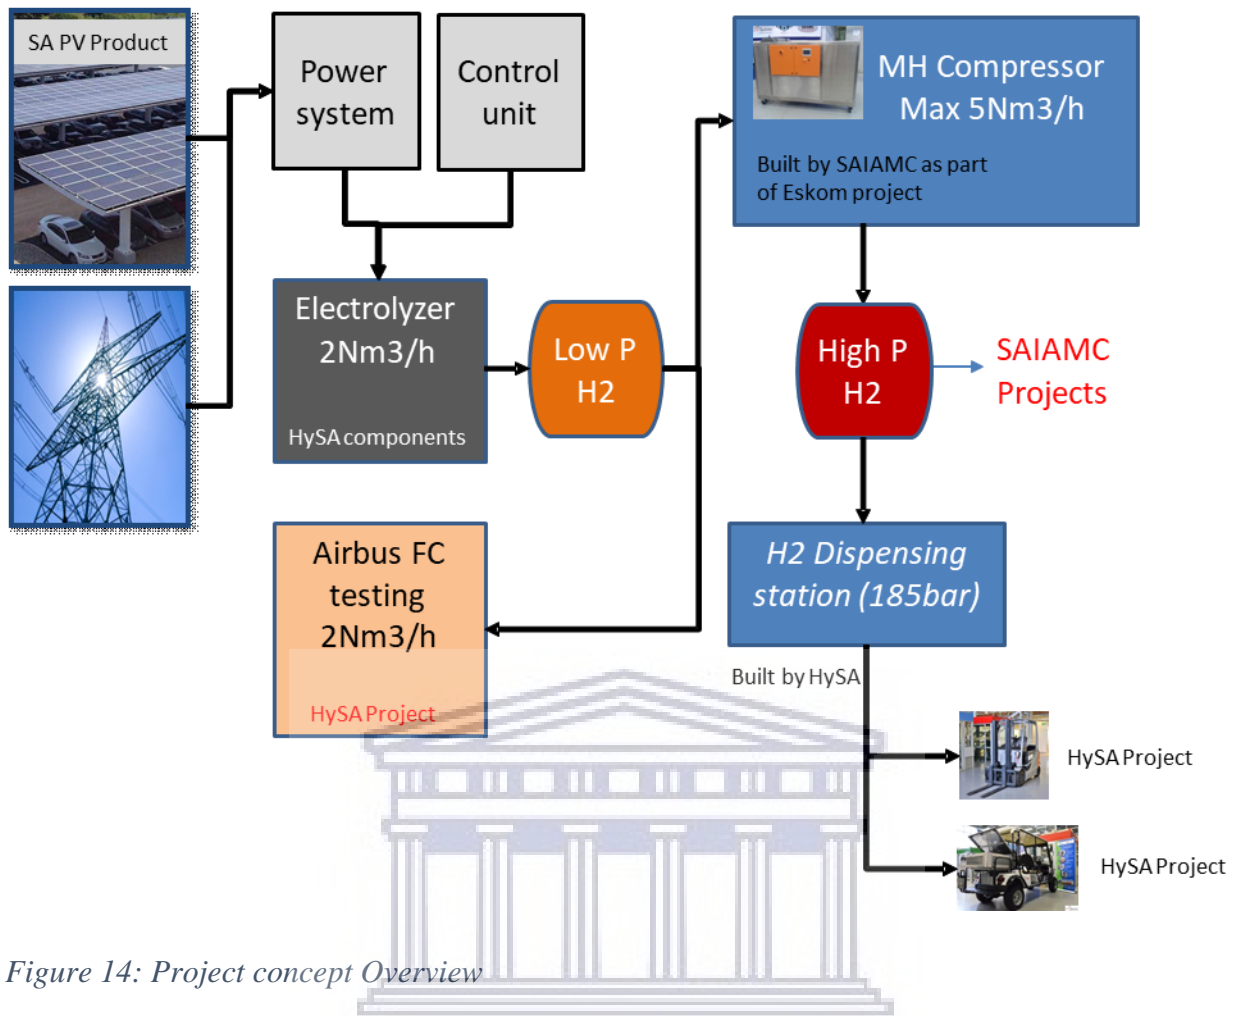 SA PV Product
Power
system
Control
unit
MH Compressor
Max 5Nm3/h
Built by SAIAMC as part
of Eskom project
Electrolyzer
2Nm3/h
HySA components
Low P
H2
High P
H2
SAIAMC
Projects
Airbus FC
testing
2Nm3/h
HySA Project
H2 Dispensing
station (185bar)
Built by HySA
HySA Project
HySA Project
Figure 14: Project concept Overview